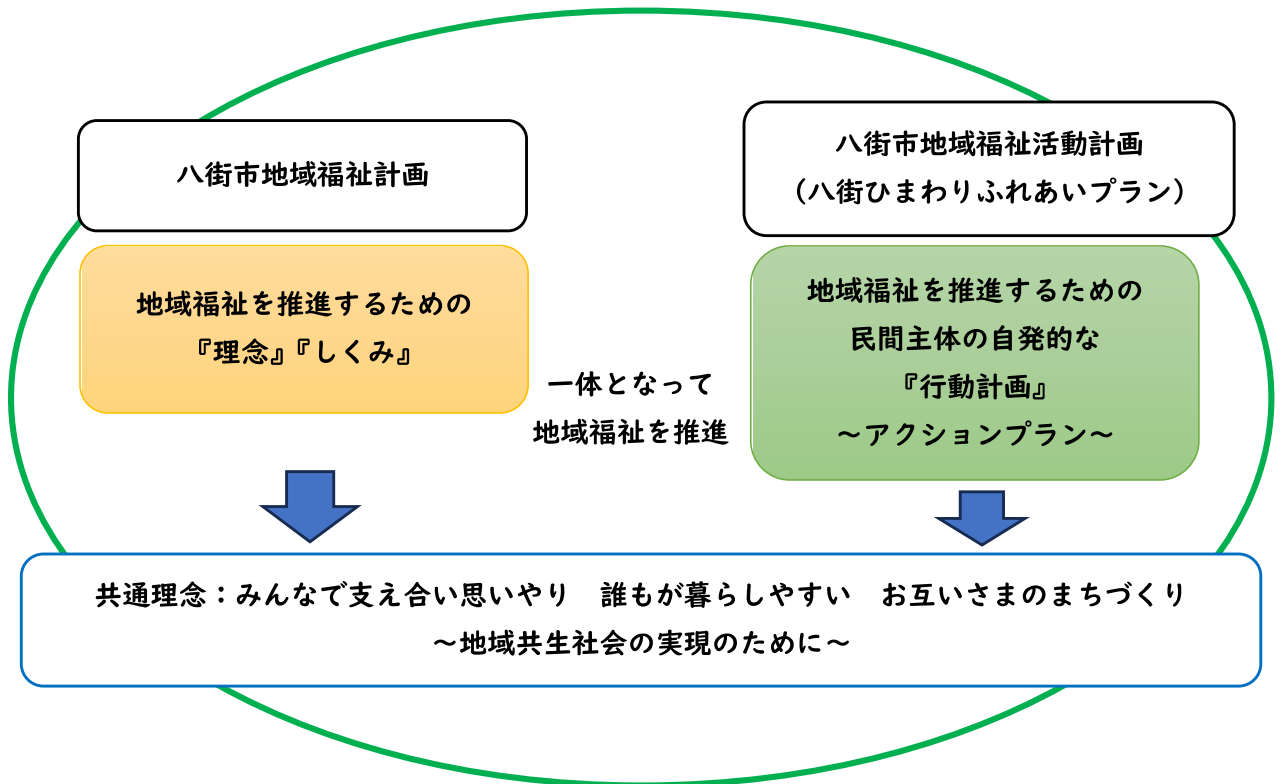 八街市地域福祉計画
地域福祉を推進するための
『理念』『しくみ』
八街市地域福祉活動計画
（八街ひまわりふれあいプラン）
地域福祉を推進するための
民間主体の自発的な
『行動計画』
～アクションプラン～
一体となって
地域福祉を推進
共通理念：みんなで支え合い思いやり　誰もが暮らしやすい　お互いさまのまちづくり
～地域共生社会の実現のために～